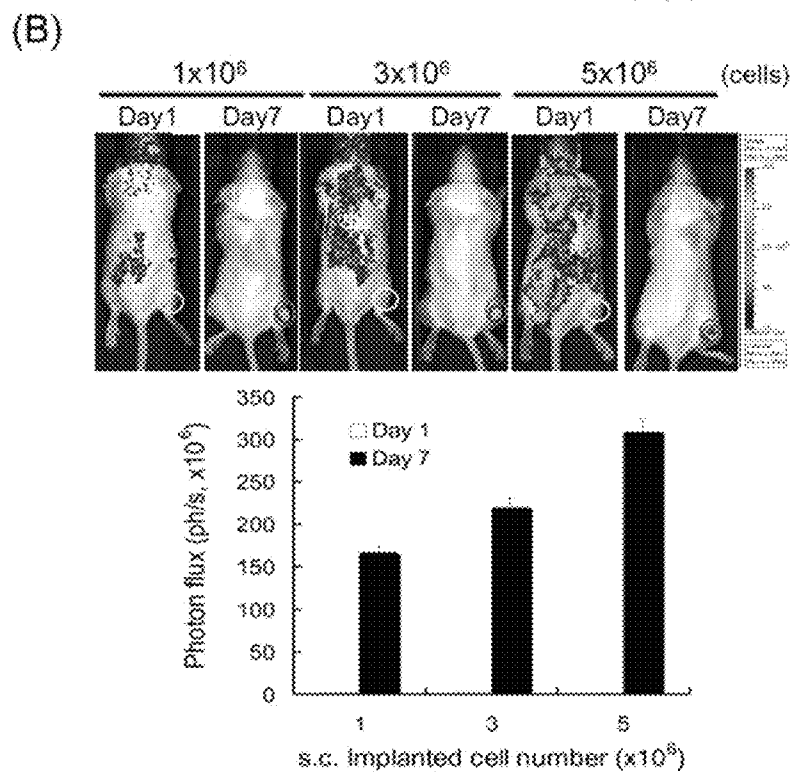 (B)
1x10⁶ 3x10⁶ 5x10⁶ (cells)
Day1 Day7 Day1 Day7 Day1 Day7
350
300
250
200
150
100
50
0
Photon flux (ph/s, x10⁶)
Day 1
Day 7
1 3 5
s.c. Implanted cell number (x10⁶)